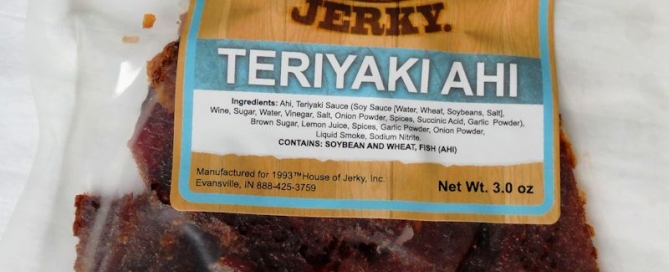 JERKY.
TERIYAKI AHI
Ingredients: Ahi, Teriyaki Sauce (Soy Sauce [Water, Wheat, Soybeans, Salt],
Wine, Sugar, Water, Vinegar, Salt, Onion Powder, Spices, Succinic Acid, Garlic Powder),
Brown Sugar, Lemon Juice, Spices, Garlic Powder, Onion Powder,
Liquid Smoke, Sodium Nitrite.
CONTAINS: SOYBEAN AND WHEAT, FISH (AHI)
Manufactured for 1993™House of Jerky, Inc.
Evansville, IN 888-425-3759
Net Wt. 3.0 oz